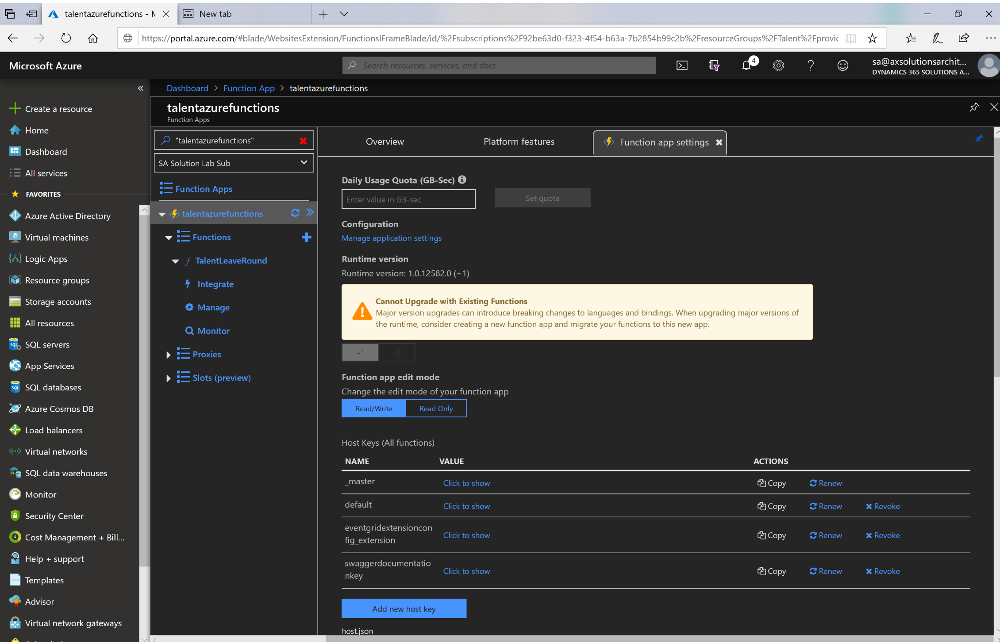 talentazurefunctions - M
New tab
https://portal.azure.com/#blade/WebsitesExtension/FunctionsIFrameBlade/id/%2Fsubscriptions%2F92be63d0-f323-4f54-b63a-7b2854b99c2b%2FresourceGroups%2FTalent%2Fprovic
Microsoft Azure
Search resources, services, and docs
4
sa@axsolutionsarchit...
DYNAMICS 365 SOLUTIONS A...
Dashboard > Function App > talentazurefunctions
talentazurefunctions
Function Apps
Create a resource
Home
Dashboard
All services
FAVORITES
Azure Active Directory
Virtual machines
Logic Apps
Resource groups
Storage accounts
All resources
SQL servers
App Services
SQL databases
Azure Cosmos DB
Load balancers
Virtual networks
SQL data warehouses
Monitor
Security Center
Cost Management + Bill...
Help + support
Templates
Advisor
Virtual network gateways
"talentazurefunctions"
SA Solution Lab Sub
Function Apps
talentazurefunctions
Functions
TalentLeaveRound
Integrate
Manage
Monitor
Proxies
Slots (preview)
Overview
Platform features
Function app settings
Daily Usage Quota (GB-Sec)
Enter value in GB-sec
Set quota
Configuration
Manage application settings
Runtime version
Runtime version: 1.0.12582.0 (~1)
Cannot Upgrade with Existing Functions
Major version upgrades can introduce breaking changes to languages and bindings. When upgrading major versions of
the runtime, consider creating a new function app and migrate your functions to this new app.
~1 ~2
Function app edit mode
Change the edit mode of your function app
Read/Write Read Only
Host Keys (All functions)
NAME VALUE ACTIONS
_master Click to show Copy Renew
default Click to show Copy Renew Revoke
eventgridextensioncon
fig_extension Click to show Copy Renew Revoke
swaggerdocumentatio
nkey Click to show Copy Renew Revoke
Add new host key
host.json